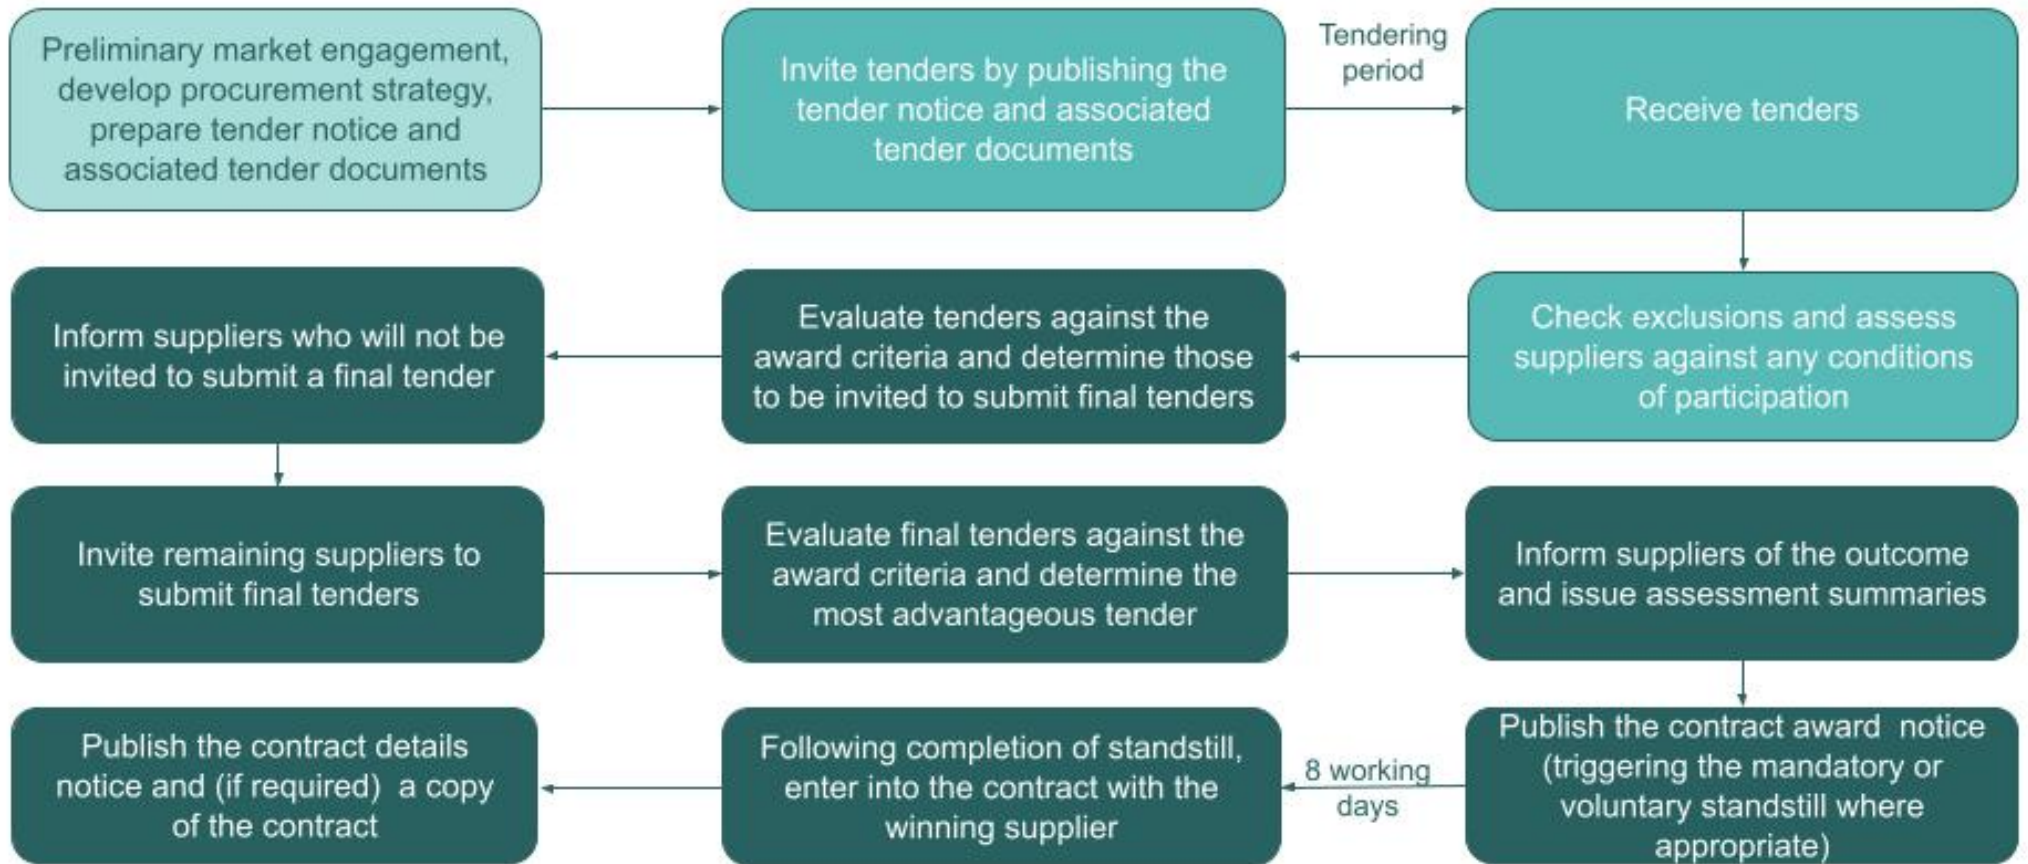 Preliminary market engagement,
develop procurement strategy,
prepare tender notice and
associated tender documents
Invite tenders by publishing the
tender notice and associated
tender documents
Tendering
period
Receive tenders
Check exclusions and assess
suppliers against any conditions
of participation
Evaluate tenders against the
award criteria and determine those
to be invited to submit final tenders
Inform suppliers who will not be
invited to submit a final tender
Invite remaining suppliers to
submit final tenders
Evaluate final tenders against the
award criteria and determine the
most advantageous tender
Inform suppliers of the outcome
and issue assessment summaries
Publish the contract award  notice
(triggering the mandatory or
voluntary standstill where
appropriate)
8 working
days
Following completion of standstill,
enter into the contract with the
winning supplier
Publish the contract details
notice and (if required)  a copy
of the contract